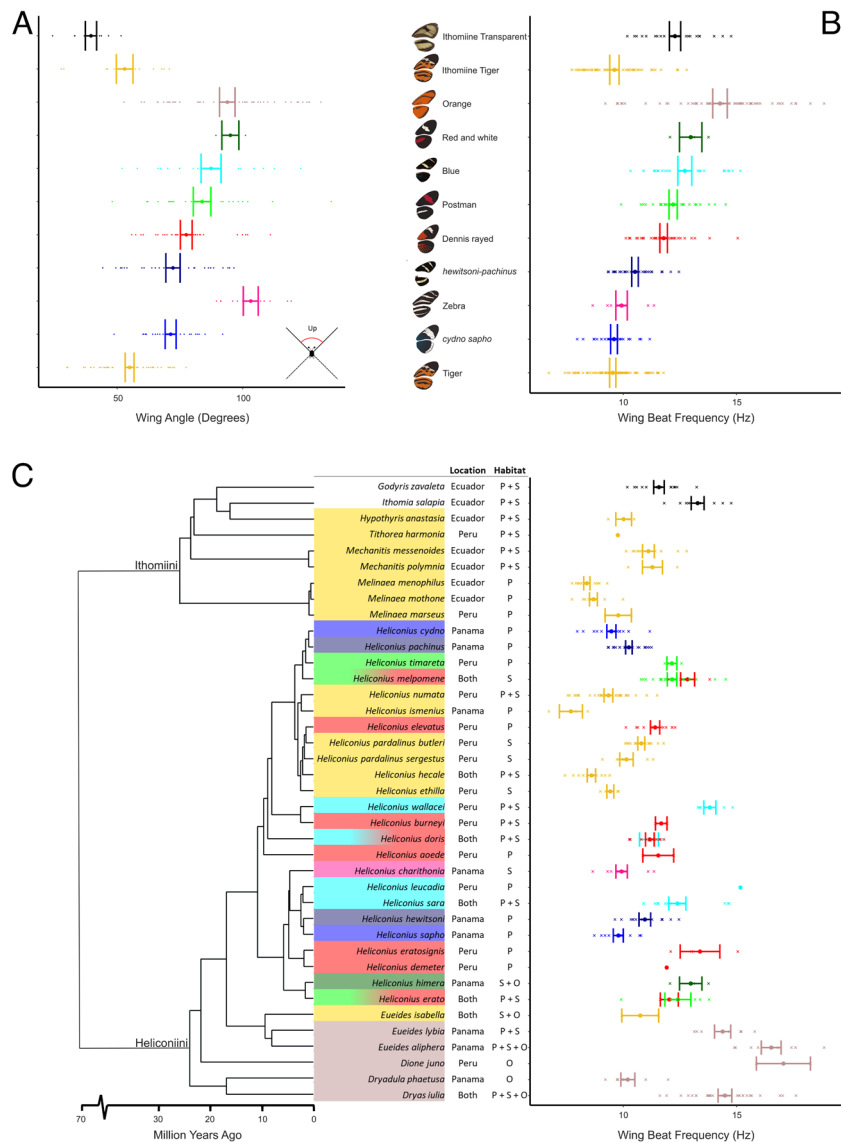 A
B
Ithomiine Transparent
Ithomiine Tiger
Orange
Red and white
Blue
Postman
Dennis rayed
hewitsoni-pachinus
Zebra
cydno sapho
Tiger
Up
50
100
Wing Angle (Degrees)
10
15
Wing Beat Frequency (Hz)
C
Location Habitat
Godyris zavaleta Ecuador P + S
Ithomia salapia Ecuador P + S
Hypothyris anastasia Ecuador P + S
Tithorea harmonia Peru P + S
Mechanitis messenoides Ecuador P + S
Mechanitis polymnia Ecuador P + S
Melinaea menophilus Ecuador P
Melinaea mothone Ecuador P
Melinaea marseus Peru P
Heliconius cydno Panama P
Heliconius pachinus Panama P
Heliconius timareta Peru P
Heliconius melpomene Both S
Heliconius numata Peru P + S
Heliconius ismenius Panama P
Heliconius elevatus Peru P
Heliconius pardalinus butleri Peru S
Heliconius pardalinus sergestus Peru S
Heliconius hecale Both P + S
Heliconius ethilla Peru S
Heliconius wallacei Peru P + S
Heliconius burneyi Peru P + S
Heliconius doris Both P + S
Heliconius aoede Peru P
Heliconius charithonia Panama S
Heliconius leucadia Peru P
Heliconius sara Both P + S
Heliconius hewitsoni Panama P
Heliconius sapho Panama P
Heliconius eratosignis Peru P
Heliconius demeter Peru P
Heliconius himera Panama S + O
Heliconius erato Both P + S
Eueides isabella Both S + O
Eueides lybia Panama P + S
Eueides aliphera Panama P + S + O
Dione juno Peru O
Dryadula phaetusa Panama O
Dryas iulia Both P + S + O
Ithomiini
Heliconiini
70
30
20
10
0
Million Years Ago
10
15
Wing Beat Frequency (Hz)